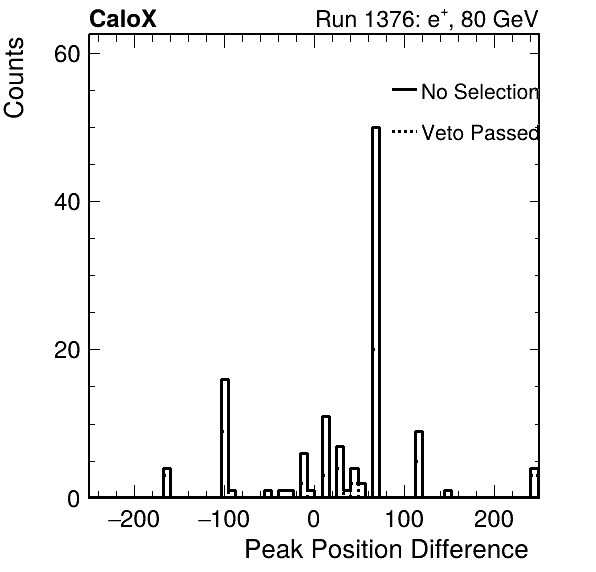 CaloX Run 1376: e⁺, 80 GeV
Counts
60
No Selection
Veto Passed
40
20
0
−200 −100 0 100 200
Peak Position Difference